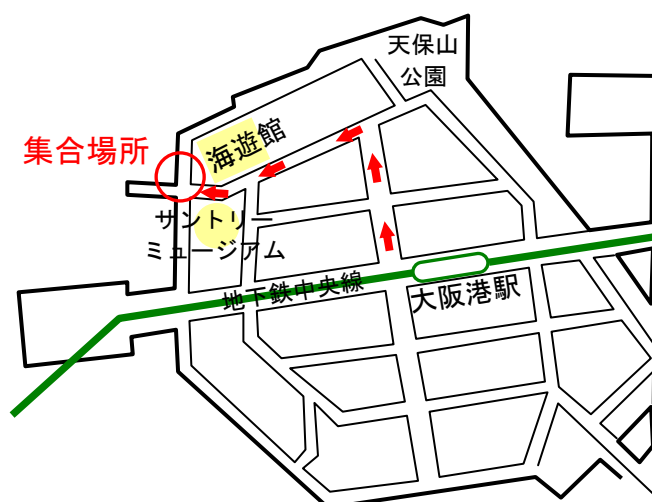 天保山
公園
海遊館
集合場所
サントリー
ミュージアム
地下鉄中央線
大阪港駅